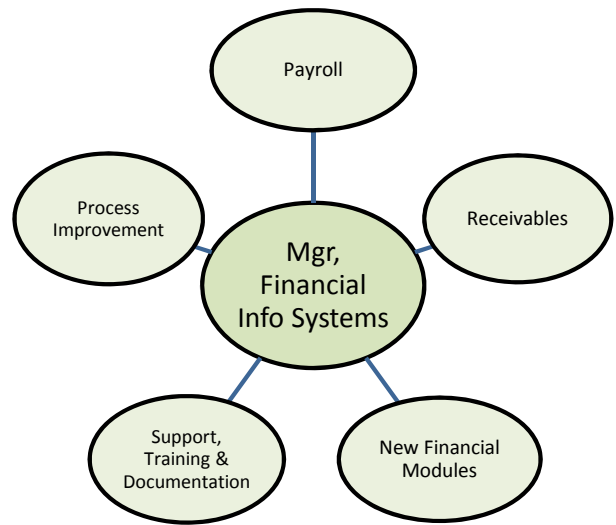 Payroll
Process
Improvement
Receivables
Mgr,
Financial
Info Systems
Support,
Training &
Documentation
New Financial
Modules